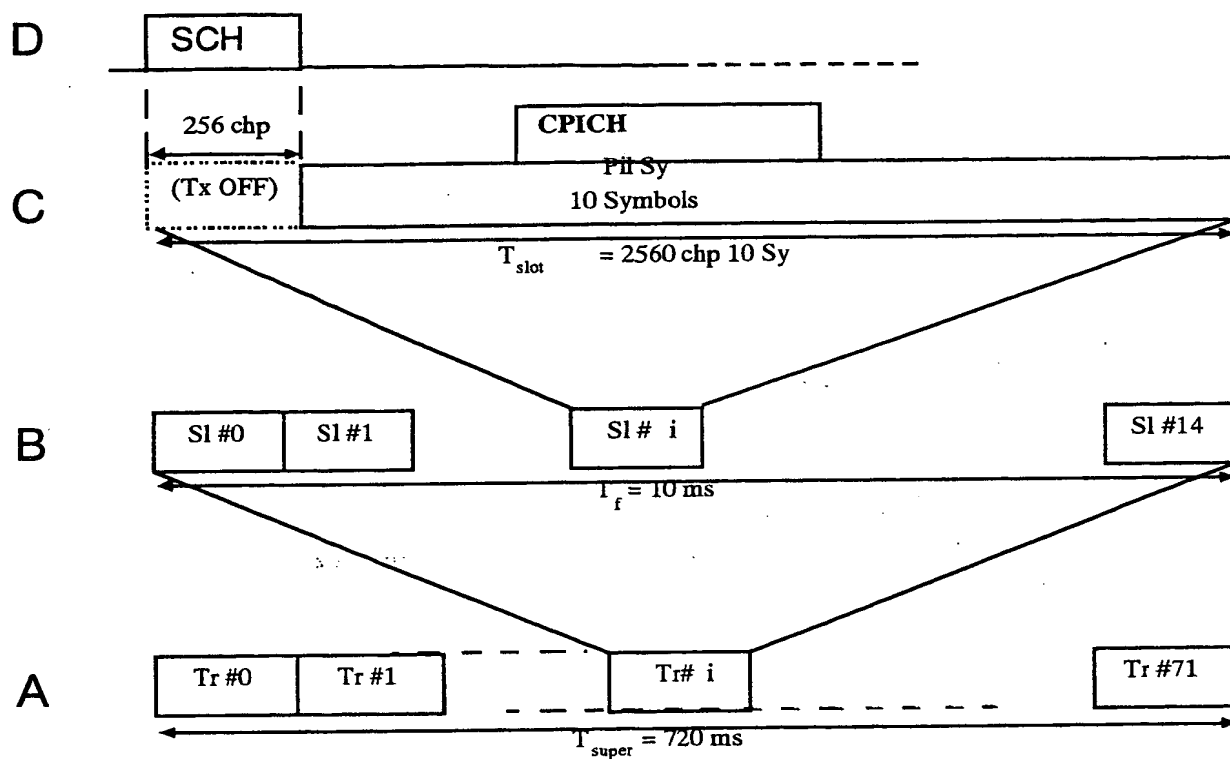 D
SCH
256 chp
CPICH
(Tx OFF)
Pil Sy
C
10 Symbols
T slot = 2560 chp 10 Sy
B
Sl #0 Sl #1 Sl # i Sl #14
T f = 10 ms
A
Tr #0 Tr #1 Tr# i Tr #71
T super = 720 ms